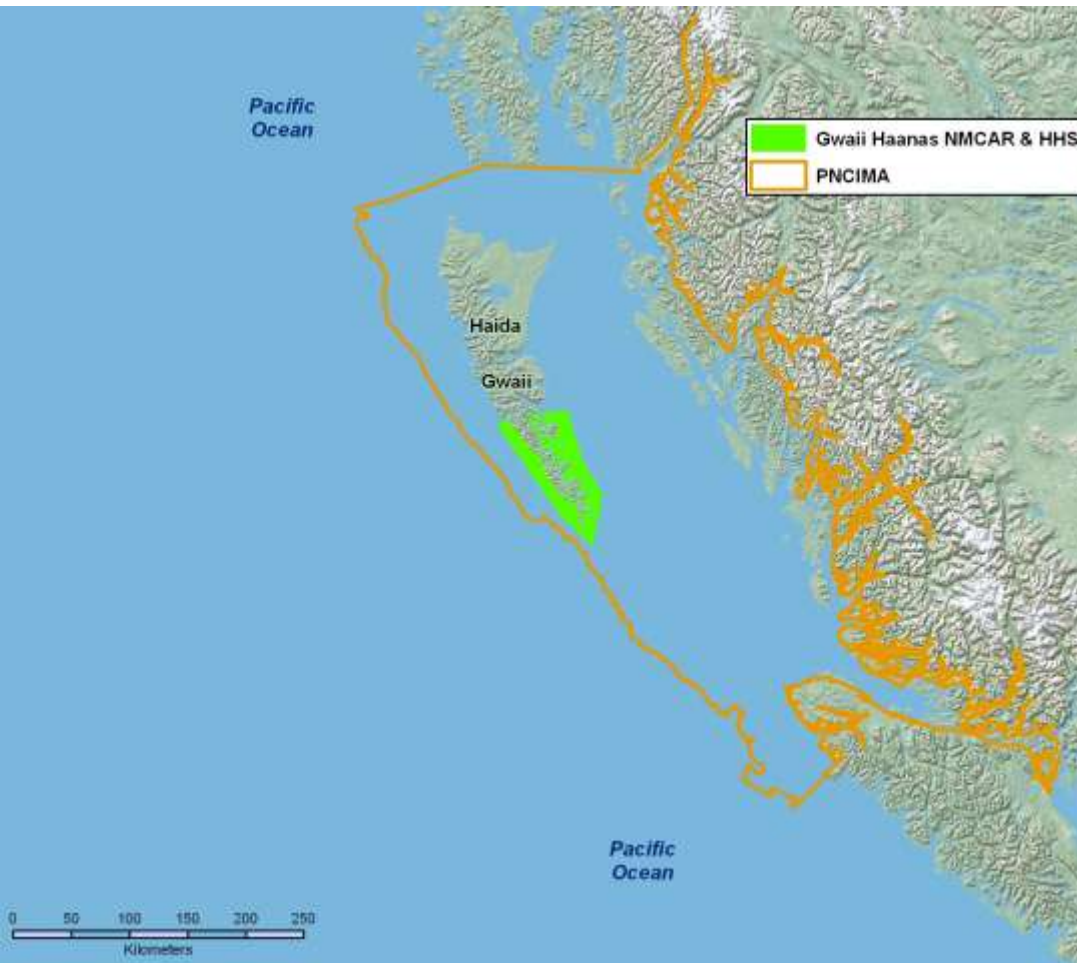 Pacific
Ocean
Gwaii Haanas NMCAR & HHS
PNCIMA
Haida
Gwaii
Pacific
Ocean
0 50 100 150 200 250
Kilometers